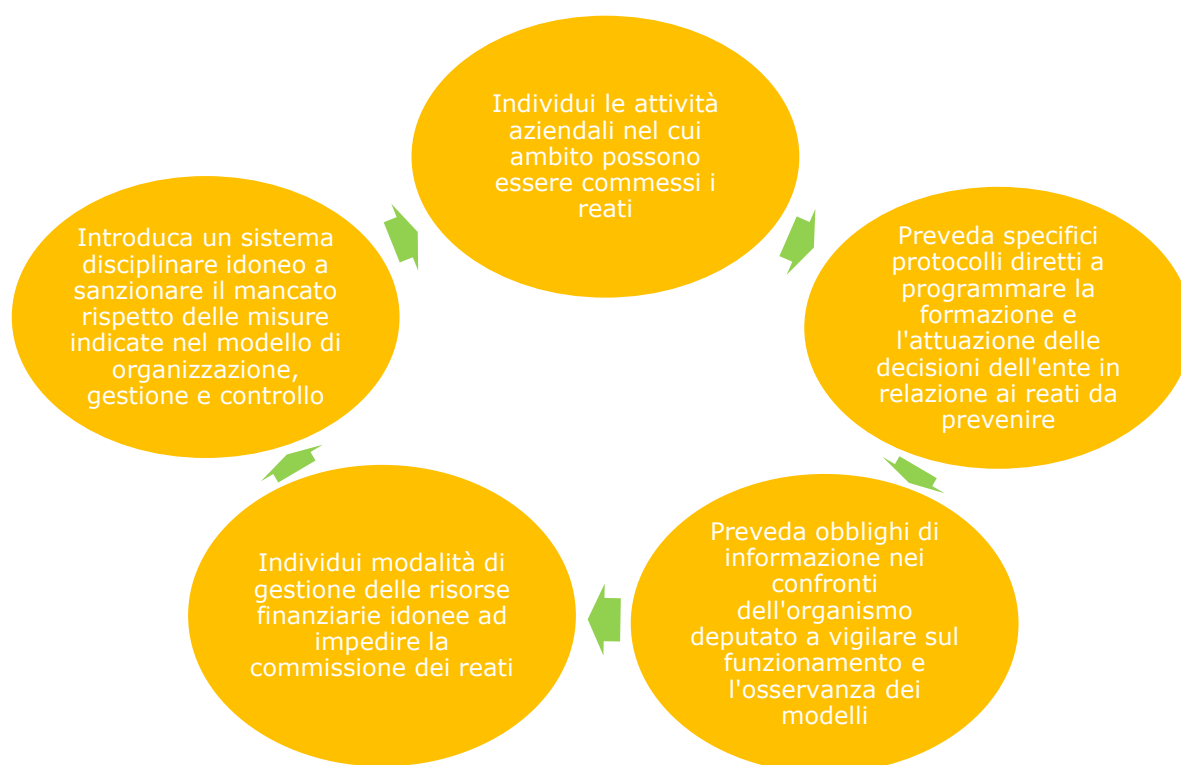 Individui le attività
aziendali nel cui
ambito possono
essere commessi i
reati
Preveda specifici
protocolli diretti a
programmare la
formazione e
l'attuazione delle
decisioni dell'ente in
relazione ai reati da
prevenire
Preveda obblighi di
informazione nei
confronti
dell'organismo
deputato a vigilare sul
funzionamento e
l'osservanza dei
modelli
Individui modalità di
gestione delle risorse
finanziarie idonee ad
impedire la
commissione dei reati
Introduca un sistema
disciplinare idoneo a
sanzionare il mancato
rispetto delle misure
indicate nel modello di
organizzazione,
gestione e controllo